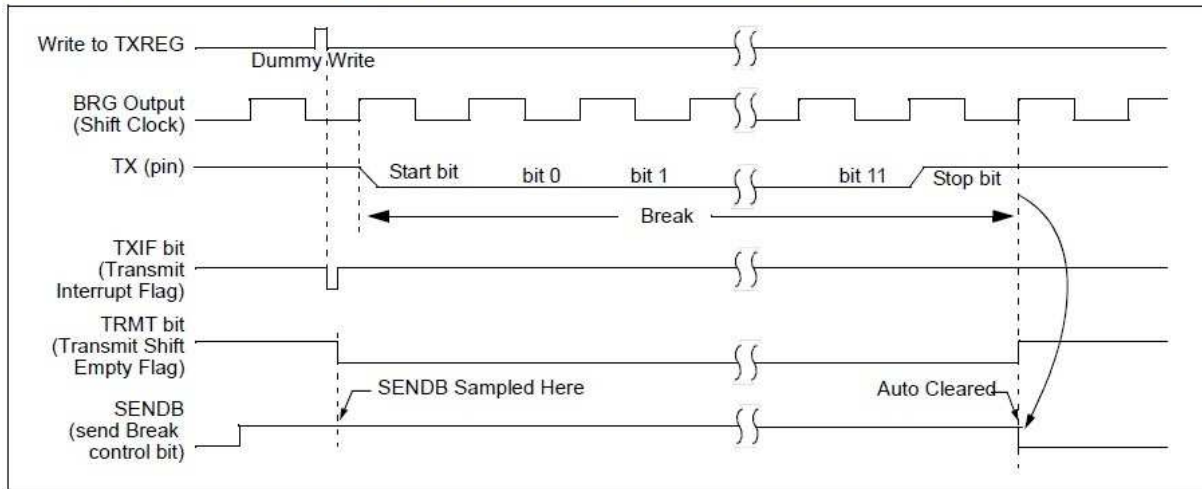 Write to TXREG
Dummy Write
BRG Output
(Shift Clock)
TX (pin)
Start bit
bit 0
bit 1
bit 11
Stop bit
Break
TXIF bit
(Transmit
Interrupt Flag)
TRMT bit
(Transmit Shift
Empty Flag)
SENDB Sampled Here
Auto Cleared
SENDB
(send Break
control bit)